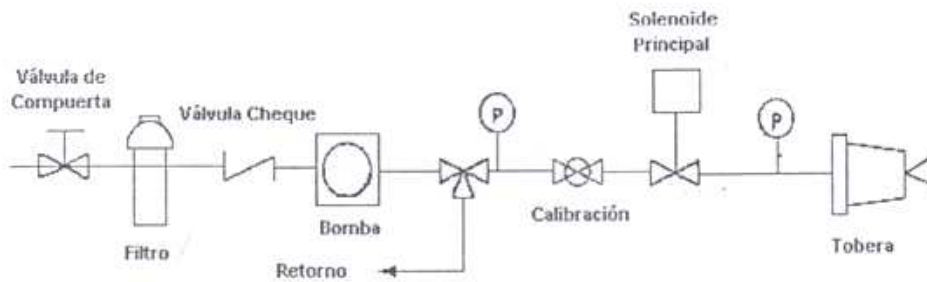 Solenoide
Principal
Válvula de
Compuerta
Válvula Cheque
P
P
Filtro
Bomba
Calibración
Tobera
Retorno